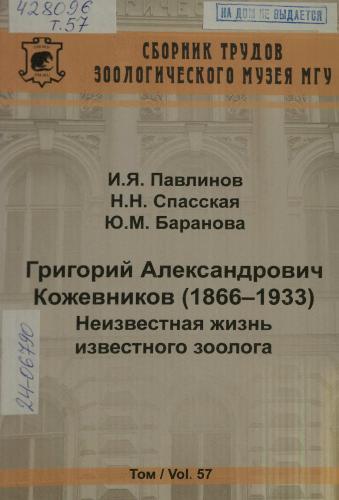 428096
т.57
НА ДОМ НЕ ВЫДАЕТСЯ
СБОРНИК ТРУДОВ
ЗООЛОГИЧЕСКОГО МУЗЕЯ МГУ
И.Я. Павлинов
Н.Н. Спасская
Ю.М. Баранова
Григорий Александрович
Кожевников (1866–1933)
Неизвестная жизнь
известного зоолога
24-06790
Том / Vol. 57